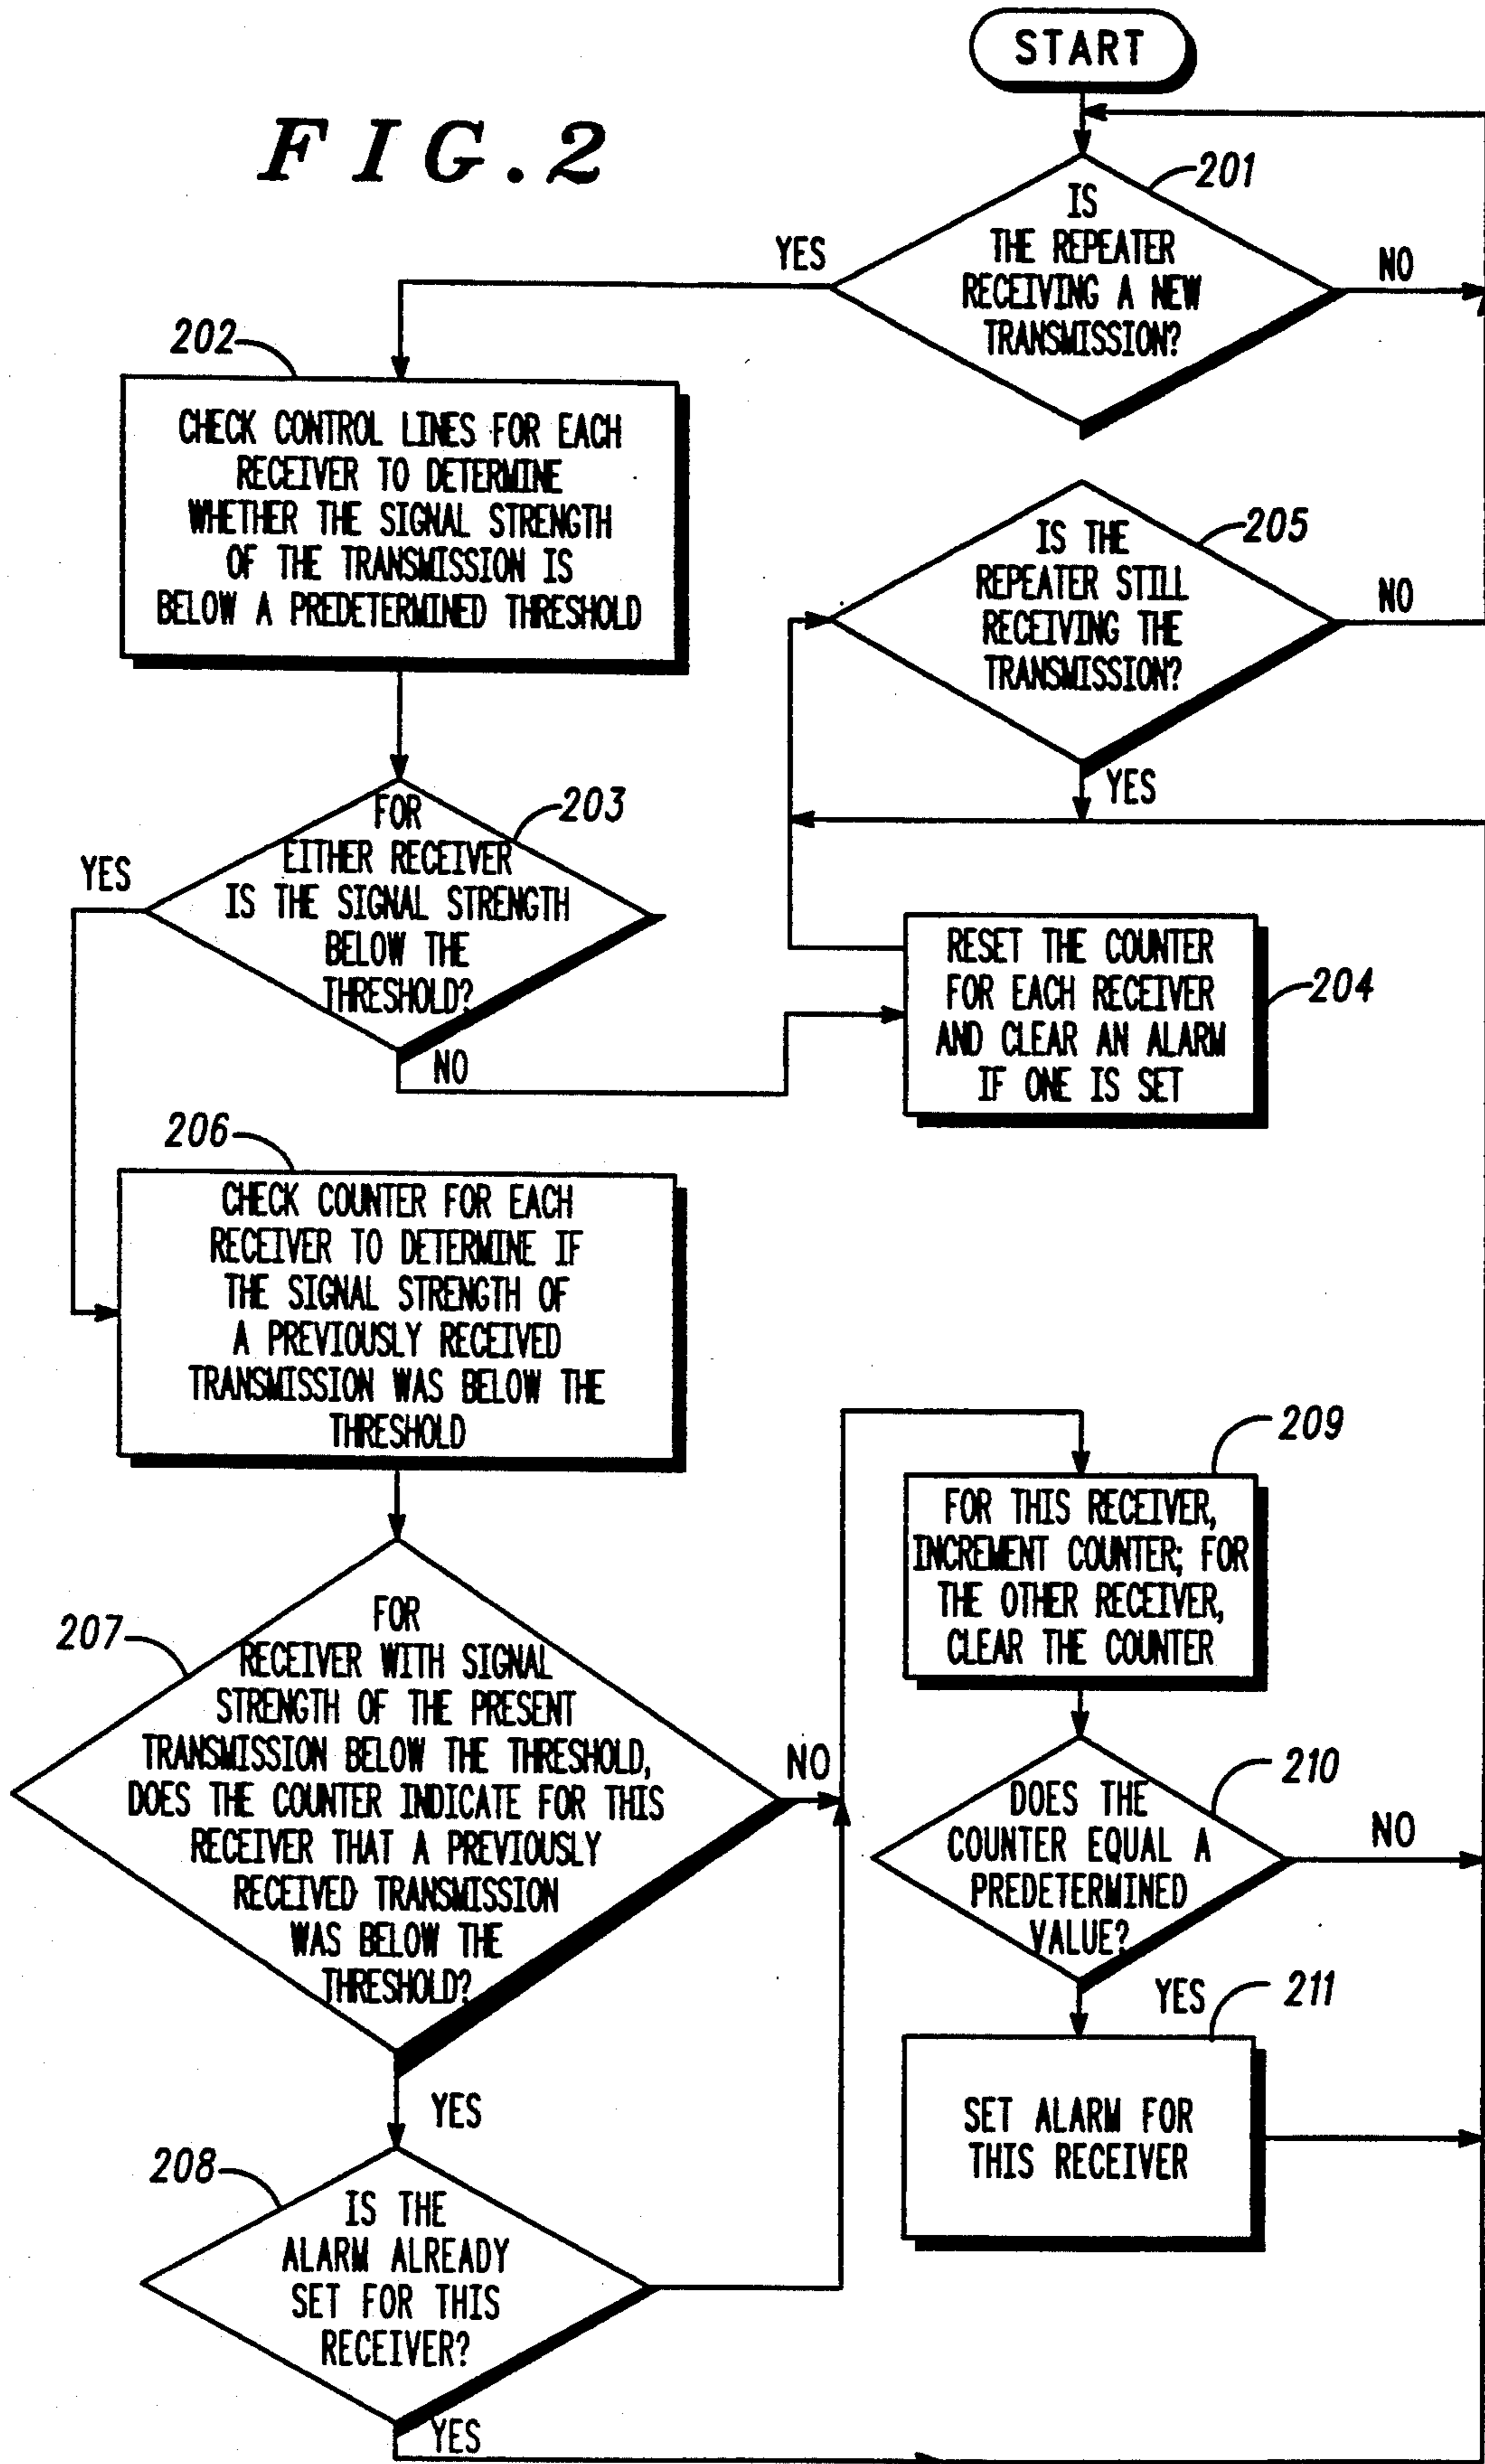 START
FIG.2
201
IS
THE REPEATER
RECEIVING A NEW
TRANSMISSION?
YES
NO
202
CHECK CONTROL LINES FOR EACH
RECEIVER TO DETERMINE
WHETHER THE SIGNAL STRENGTH
OF THE TRANSMISSION IS
BELOW A PREDETERMINED THRESHOLD
205
IS THE
REPEATER STILL
RECEIVING THE
TRANSMISSION?
NO
YES
203
FOR
EITHER RECEIVER
IS THE SIGNAL STRENGTH
BELOW THE
THRESHOLD?
YES
NO
RESET THE COUNTER
FOR EACH RECEIVER
AND CLEAR AN ALARM
IF ONE IS SET
204
206
CHECK COUNTER FOR EACH
RECEIVER TO DETERMINE IF
THE SIGNAL STRENGTH OF
A PREVIOUSLY RECEIVED
TRANSMISSION WAS BELOW THE
THRESHOLD
207
FOR
RECEIVER WITH SIGNAL
STRENGTH OF THE PRESENT
TRANSMISSION BELOW THE THRESHOLD,
DOES THE COUNTER INDICATE FOR THIS
RECEIVER THAT A PREVIOUSLY
RECEIVED TRANSMISSION
WAS BELOW THE
THRESHOLD?
NO
YES
209
FOR THIS RECEIVER,
INCREMENT COUNTER; FOR
THE OTHER RECEIVER,
CLEAR THE COUNTER
210
DOES THE
COUNTER EQUAL A
PREDETERMINED
VALUE?
NO
YES
211
SET ALARM FOR
THIS RECEIVER
208
IS THE
ALARM ALREADY
SET FOR THIS
RECEIVER?
YES